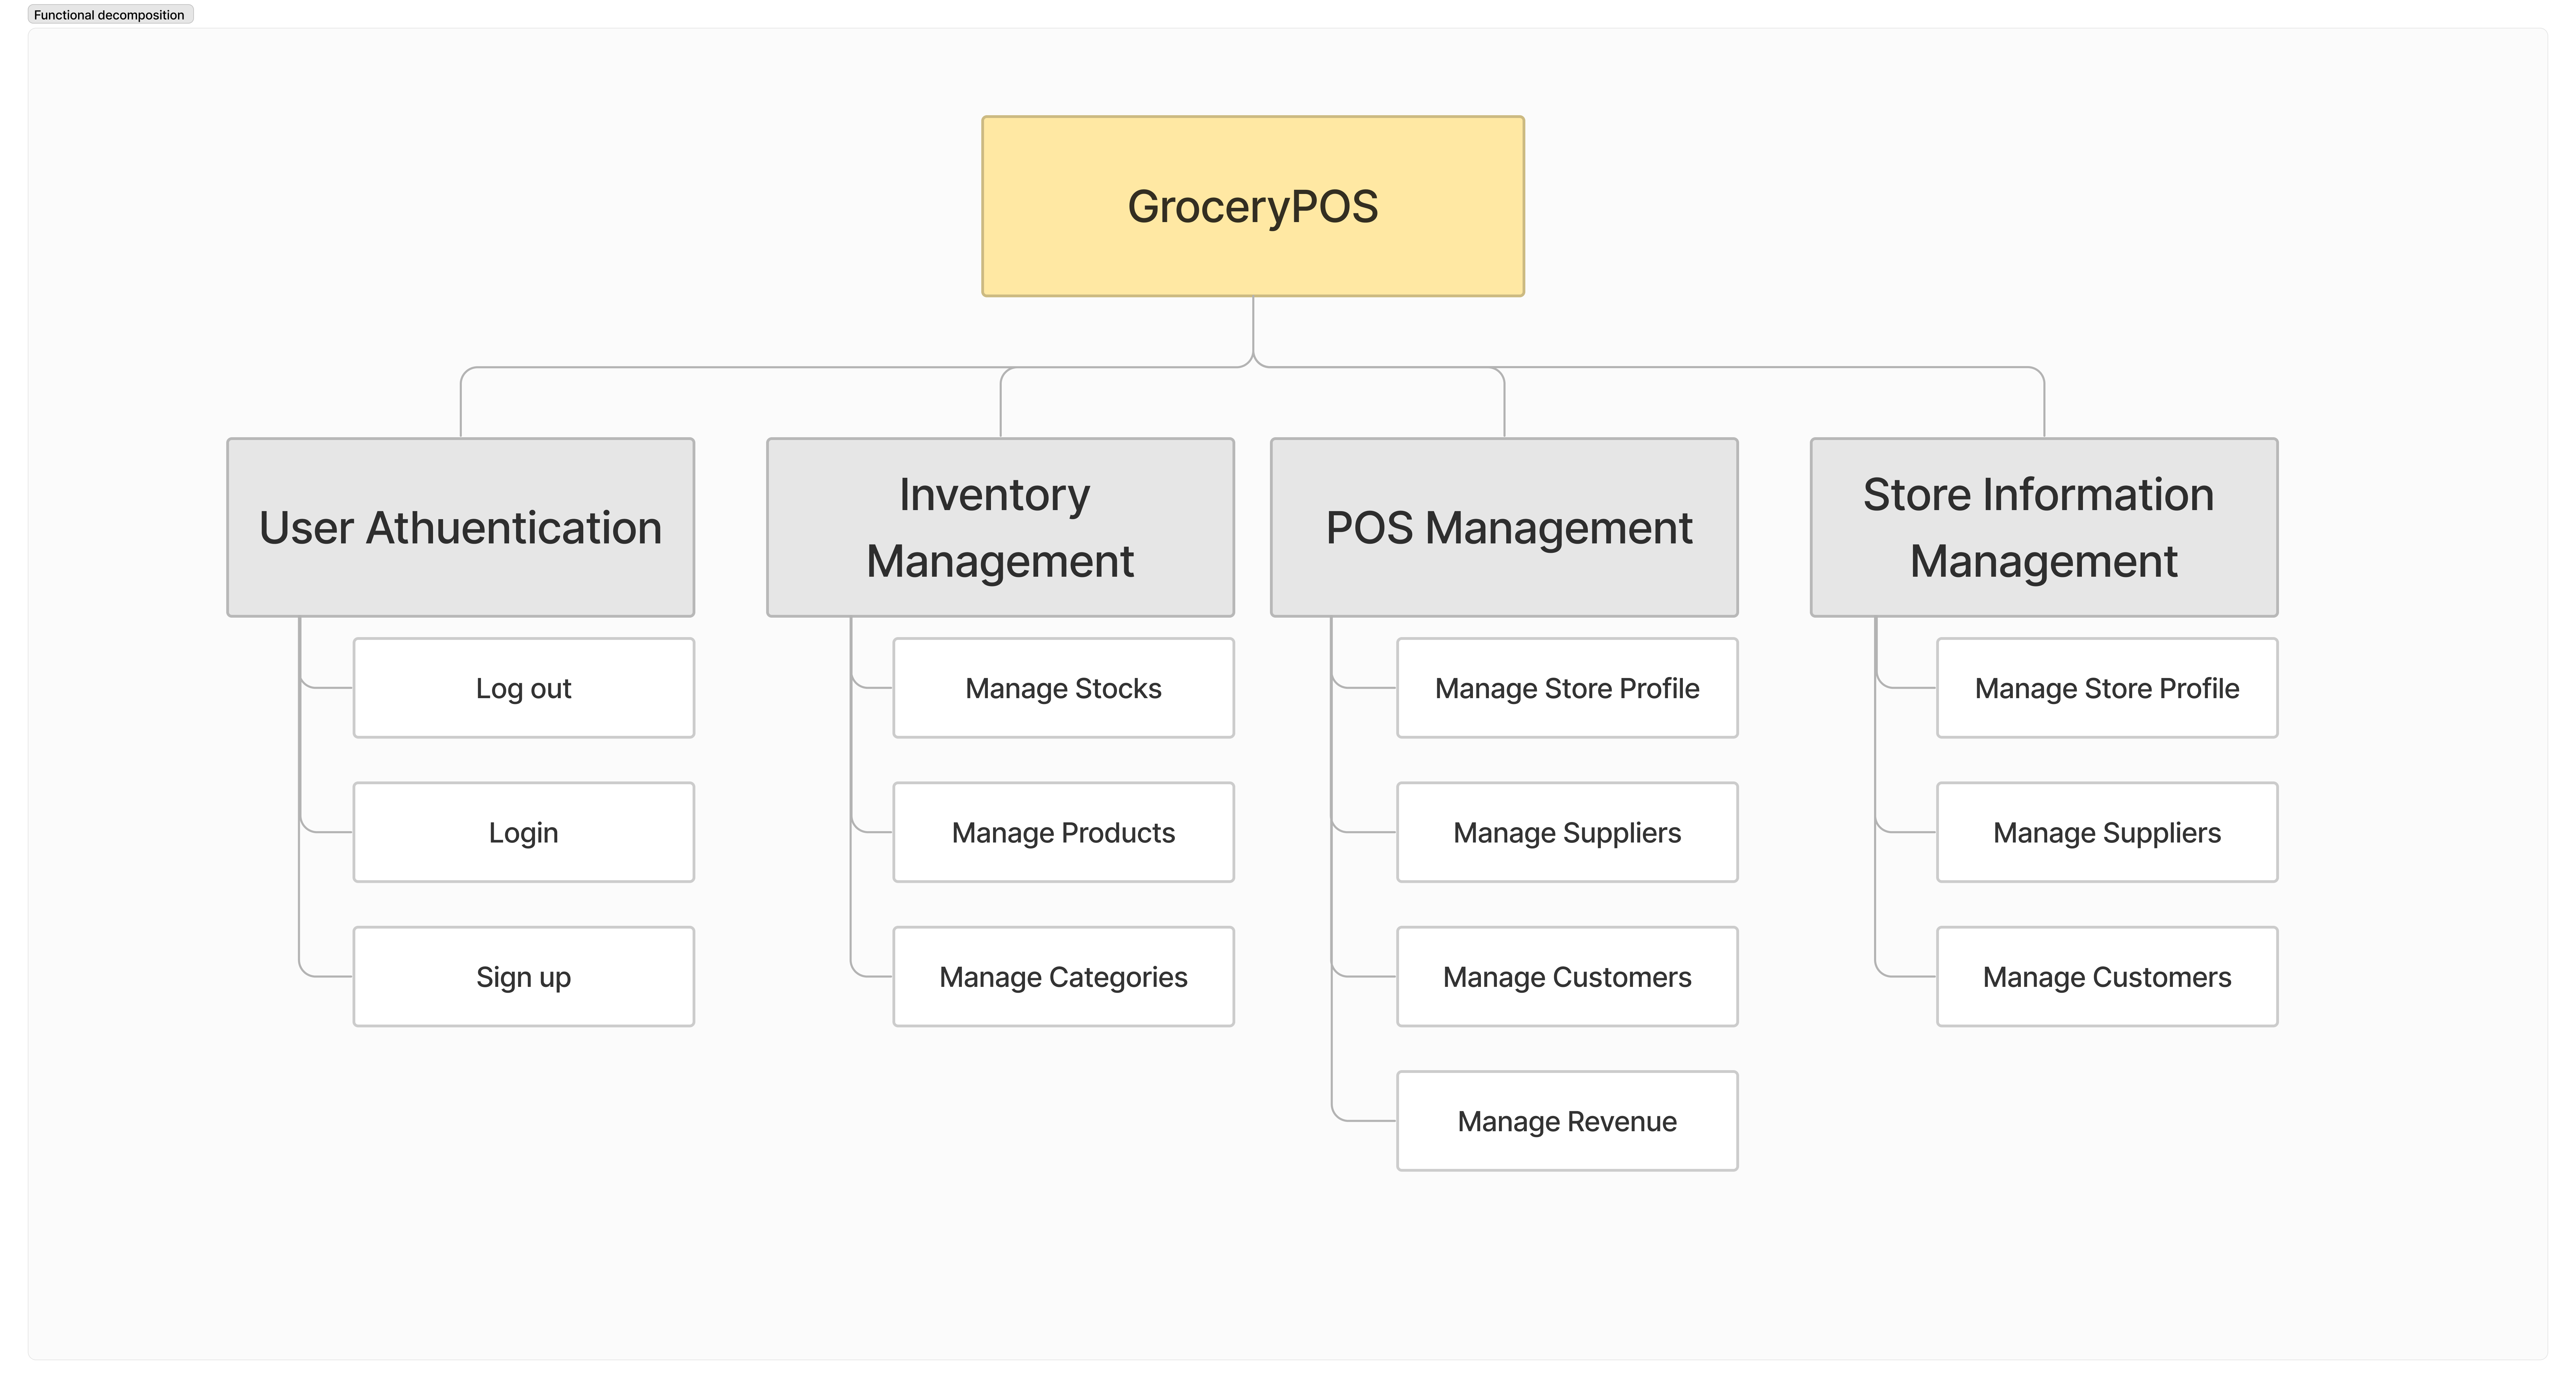 Functional decomposition
GroceryPOS
User Athuentication
Log out
Login
Sign up
Inventory
Management
Manage Stocks
Manage Products
Manage Categories
POS Management
Manage Store Profile
Manage Suppliers
Manage Customers
Manage Revenue
Store Information
Management
Manage Store Profile
Manage Suppliers
Manage Customers